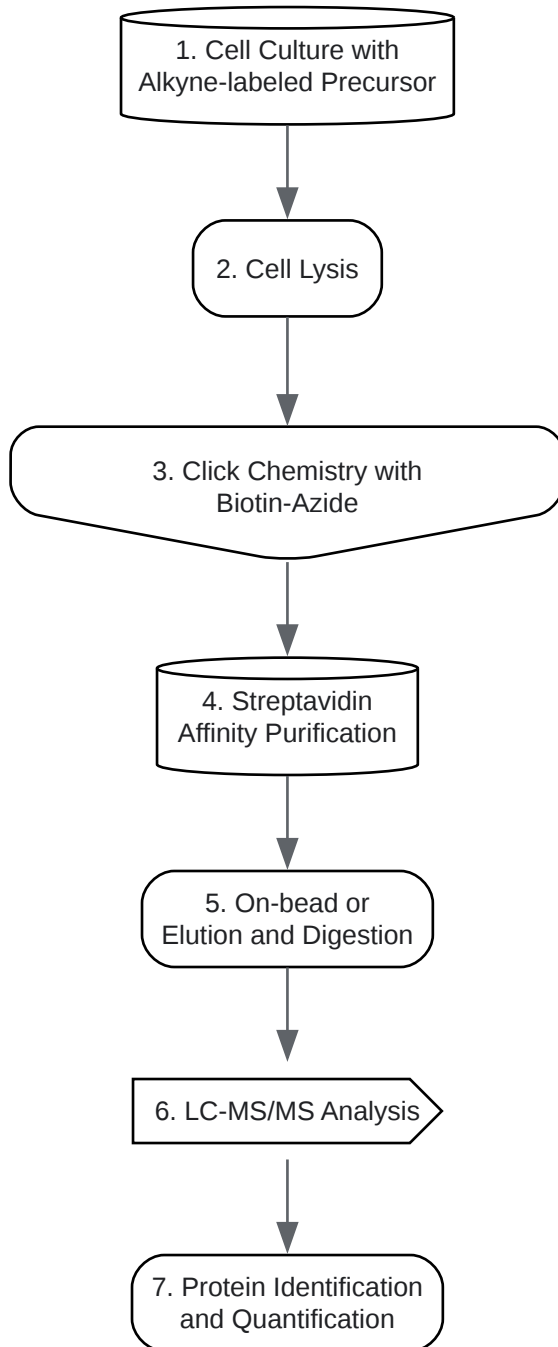 1. Cell Culture with
Alkyne-labeled Precursor
2. Cell Lysis
3. Click Chemistry with
Biotin-Azide
4. Streptavidin
Affinity Purification
5. On-bead or
Elution and Digestion
6. LC-MS/MS Analysis
7. Protein Identification
and Quantification